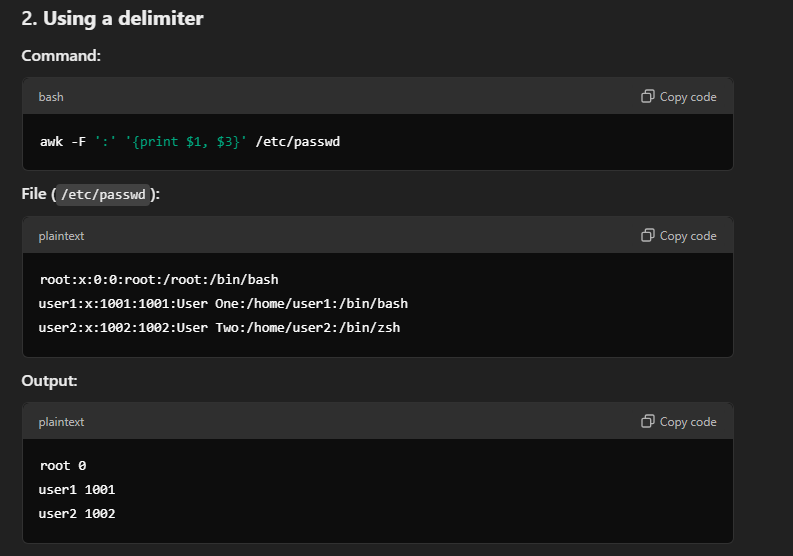 2. Using a delimiter
Command:
bash
Copy code
awk -F ':' '{print $1, $3}' /etc/passwd
File (/etc/passwd):
plaintext
Copy code
root:x:0:0:root:/root:/bin/bash
user1:x:1001:1001:User One:/home/user1:/bin/bash
user2:x:1002:1002:User Two:/home/user2:/bin/zsh
Output:
plaintext
Copy code
root 0
user1 1001
user2 1002